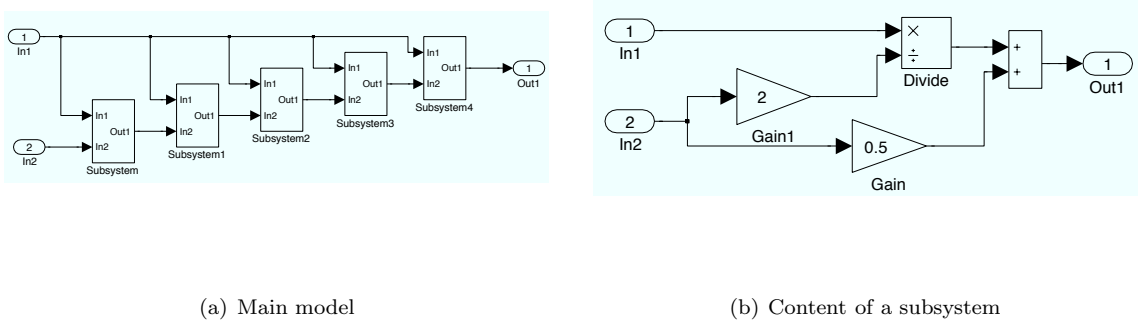 1
In1
2
In2
In1
In2
Out1
Subsystem
In1
In2
Out1
Subsystem1
In1
In2
Out1
Subsystem2
In1
In2
Out1
Subsystem3
In1
In2
Out1
Subsystem4
1
Out1
(a) Main model
1
In1
2
In2
2
Gain1
0.5
Gain
×
÷
Divide
+
+
1
Out1
(b) Content of a subsystem